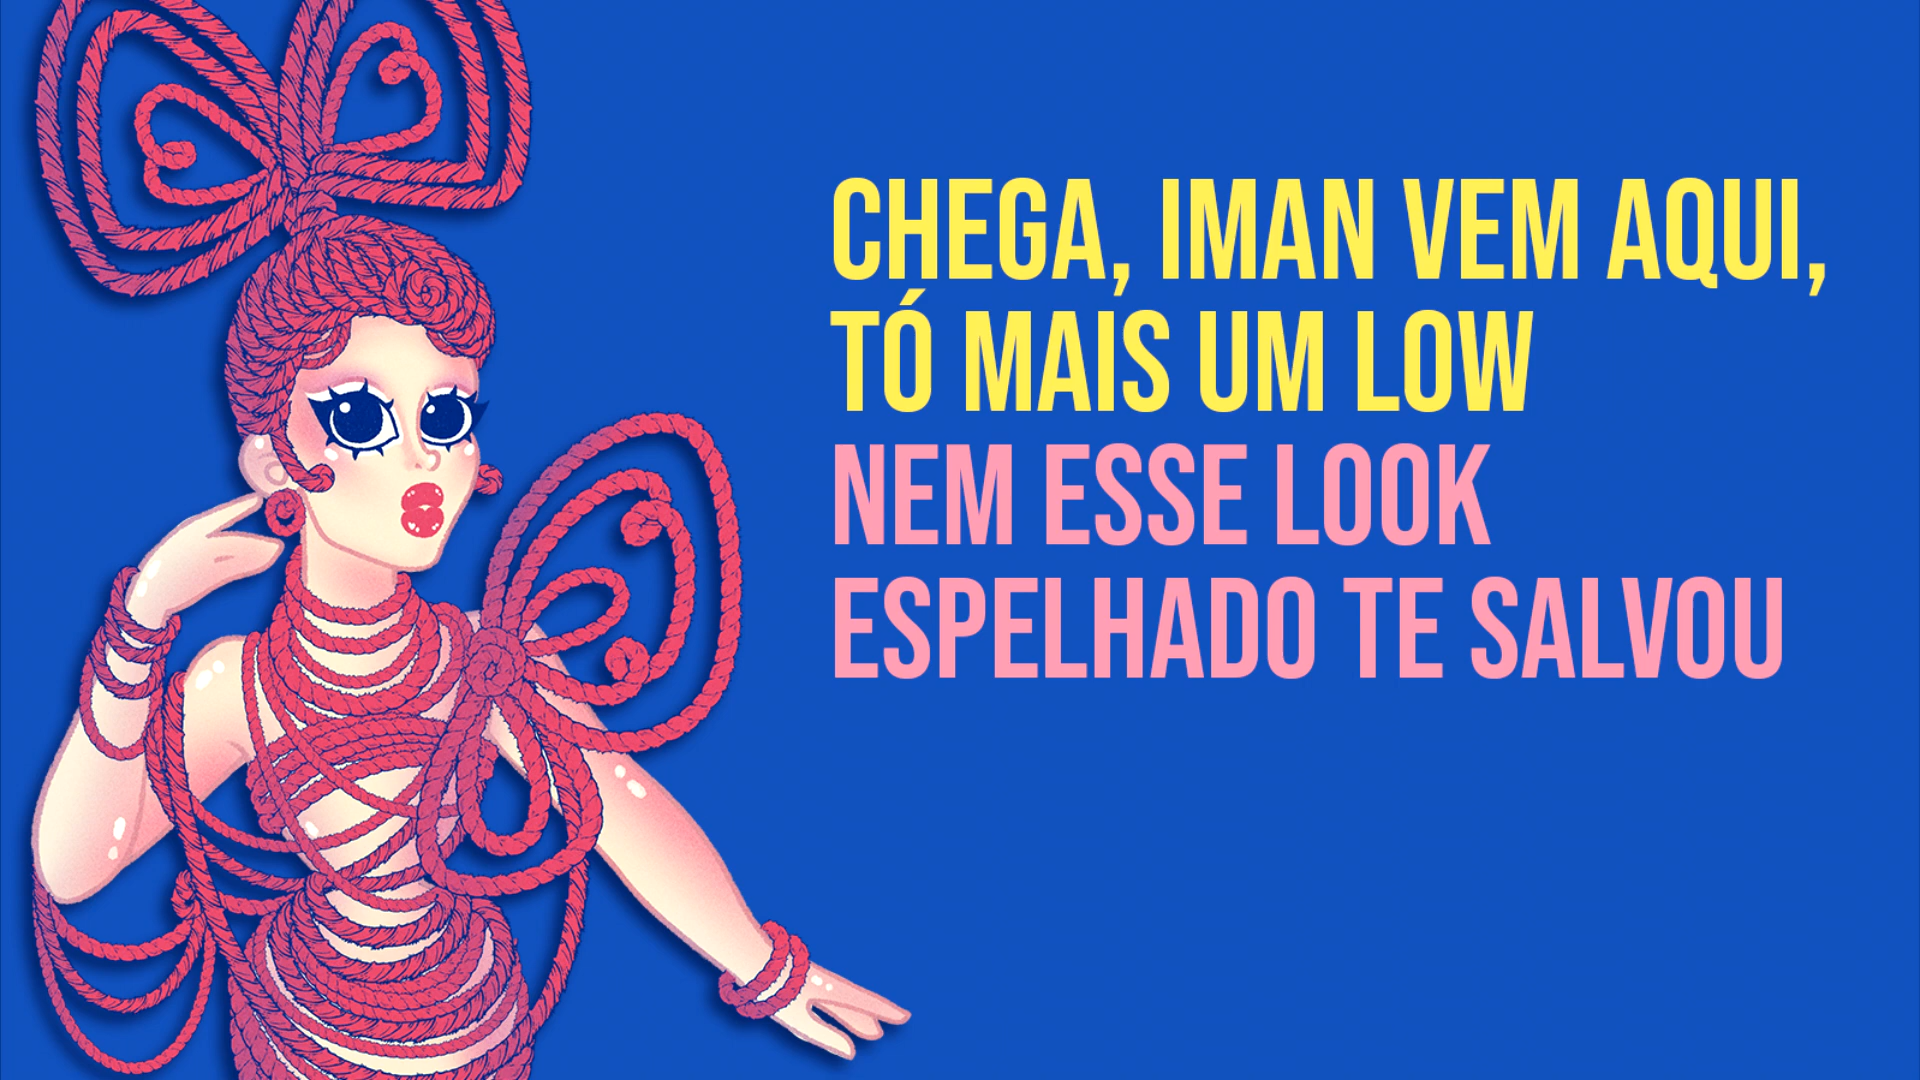 CHEGA, IMAN VEM AQUI,
TÓ MAIS UM LOW
NEM ESSE LOOK
ESPELHADO TE SALVOU